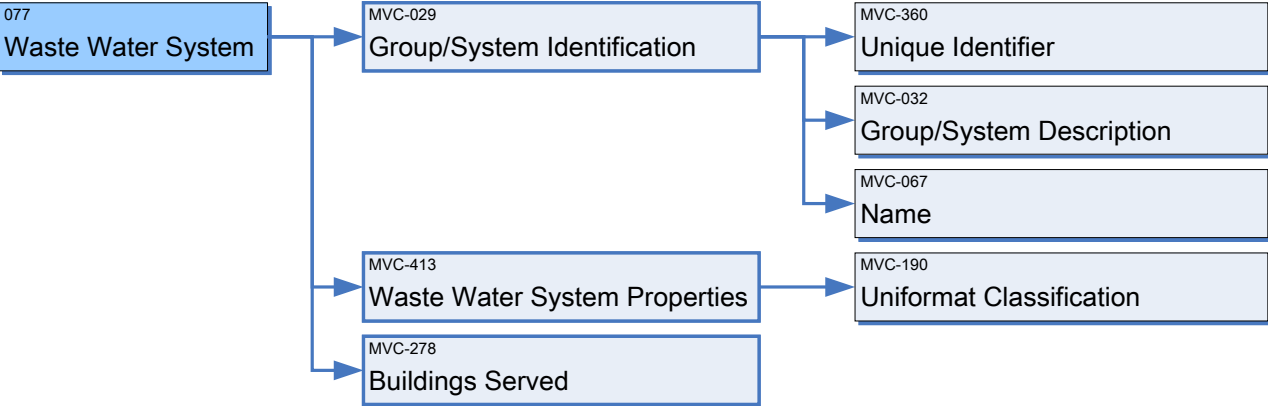 077
Waste Water System
MVC-029
Group/System Identification
MVC-360
Unique Identifier
MVC-032
Group/System Description
MVC-067
Name
MVC-413
Waste Water System Properties
MVC-190
Uniformat Classification
MVC-278
Buildings Served